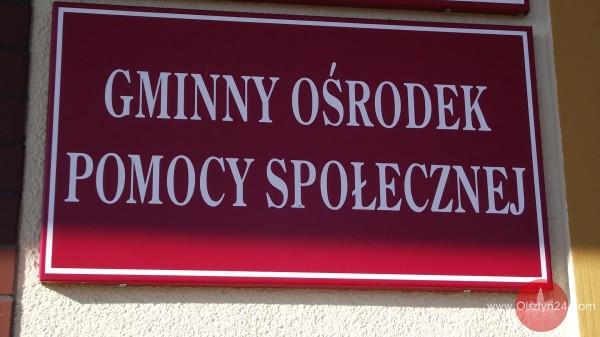 GMINNY OŚRODEK
POMOCY SPOŁECZNEJ
www.Olsztyn24.com